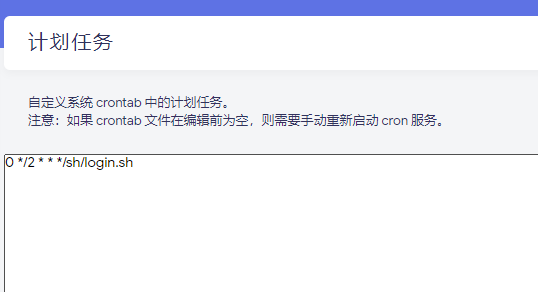 计划任务
自定义系统 crontab 中的计划任务。
注意：如果 crontab 文件在编辑前为空，则需要手动重新启动 cron 服务。
0 */2 * * */sh/login.sh